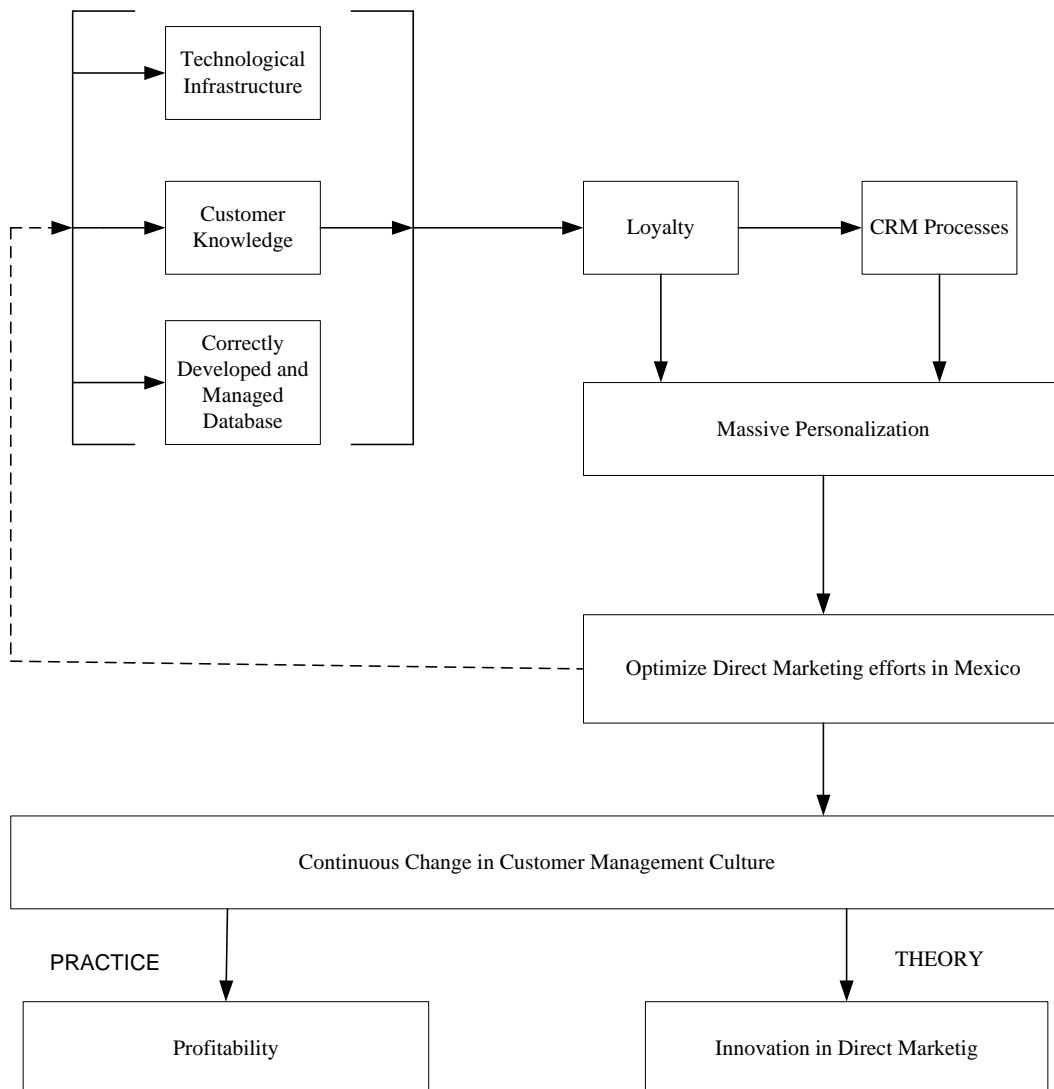 Technological
Infrastructure
Customer
Knowledge
Loyalty
CRM Processes
Correctly
Developed and
Managed
Database
Massive Personalization
Optimize Direct Marketing efforts in Mexico
Continuous Change in Customer Management Culture
PRACTICE
THEORY
Profitability
Innovation in Direct Marketig